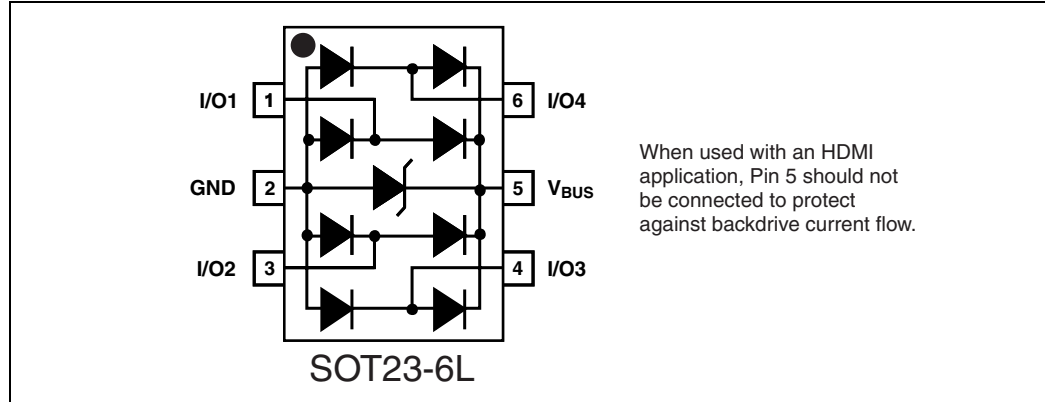 I/O1 1
6 I/O4
GND 2
5 VBUS
I/O2 3
4 I/O3
When used with an HDMI
application, Pin 5 should not
be connected to protect
against backdrive current flow.
SOT23-6L